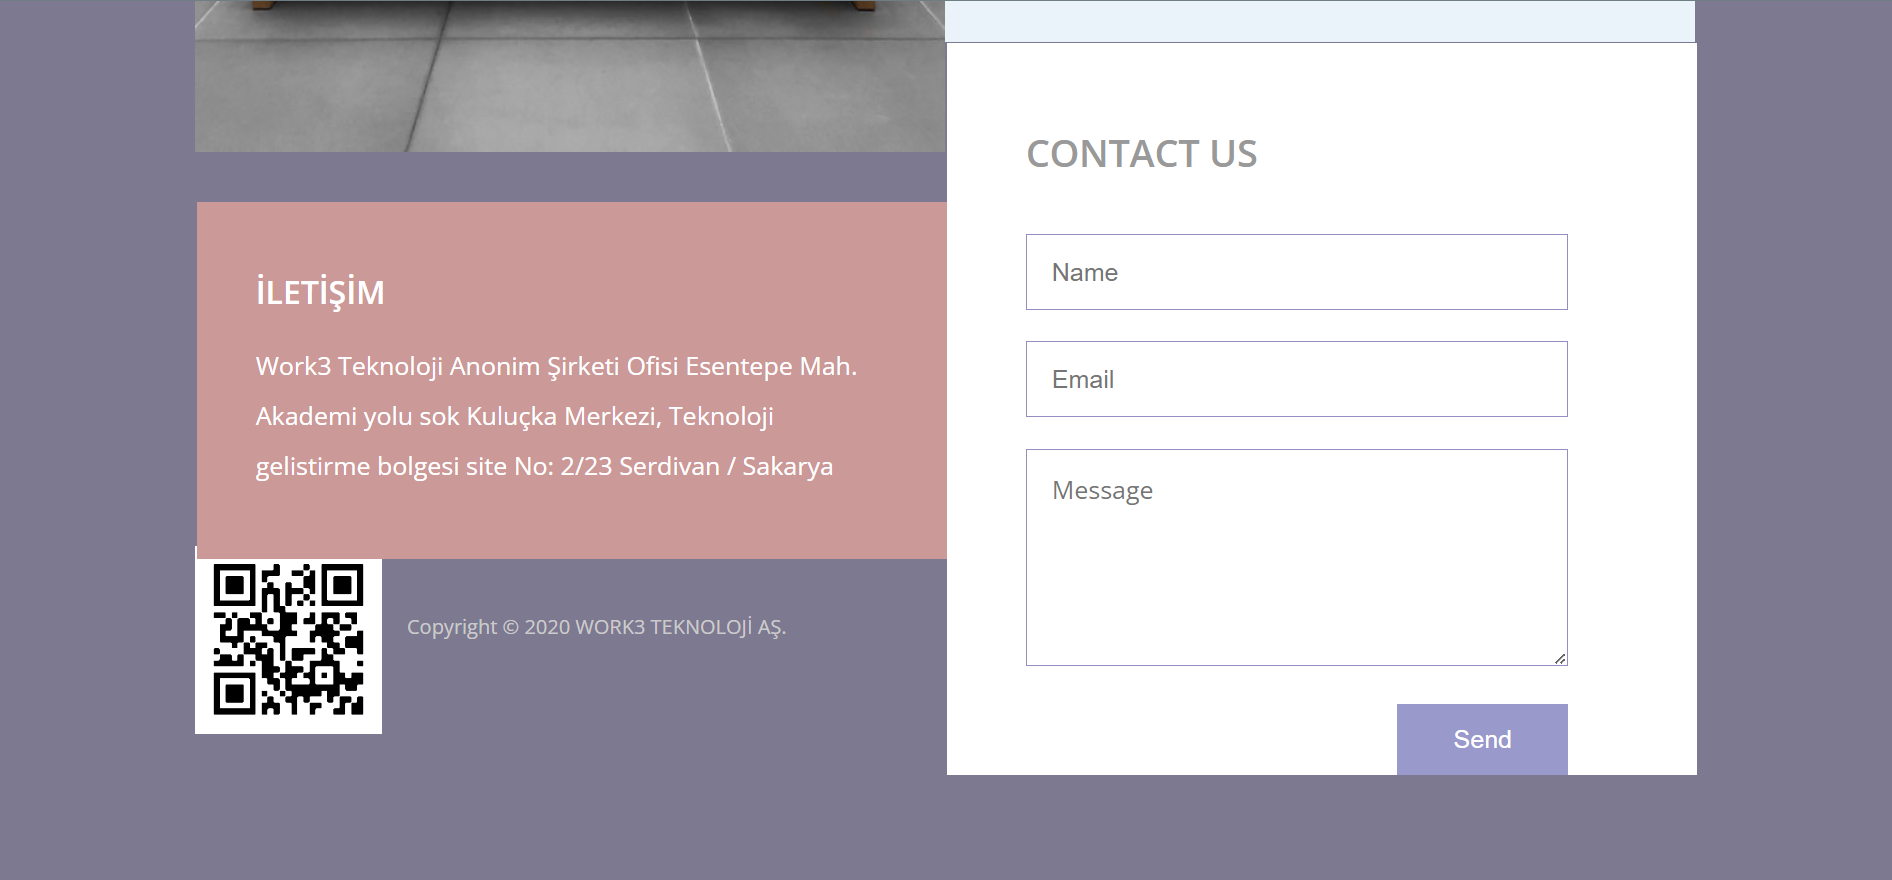 İLETİŞİM
Work3 Teknoloji Anonim Şirketi Ofisi Esentepe Mah.
Akademi yolu sok Kuluçka Merkezi, Teknoloji
gelistirme bolgesi site No: 2/23 Serdivan / Sakarya
Copyright © 2020 WORK3 TEKNOLOJİ AŞ.
CONTACT US
Name
Email
Message
Send